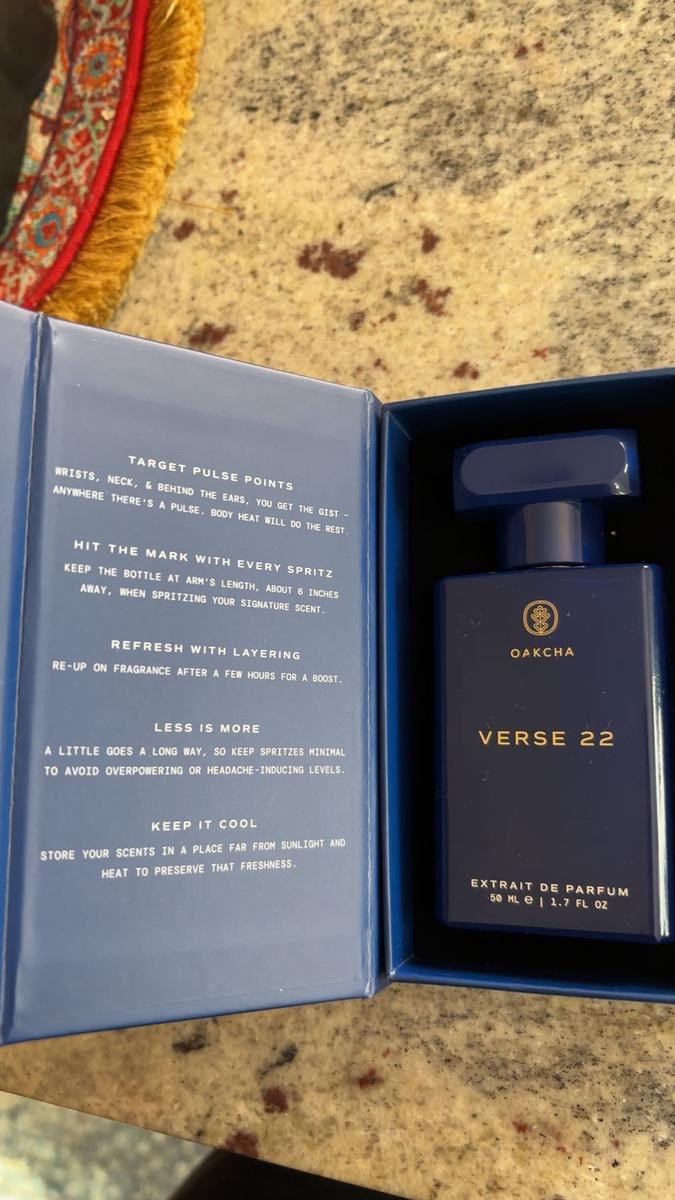 TARGET PULSE POINTS
WRISTS, NECK, & BEHIND THE EARS, YOU GET THE GIST -
ANYWHERE THERE'S A PULSE. BODY HEAT WILL DO THE REST.
HIT THE MARK WITH EVERY SPRITZ
KEEP THE BOTTLE AT ARM'S LENGTH, ABOUT 6 INCHES
AWAY, WHEN SPRITZING YOUR SIGNATURE SCENT.
REFRESH WITH LAYERING
RE-UP ON FRAGRANCE AFTER A FEW HOURS FOR A BOOST.
LESS IS MORE
A LITTLE GOES A LONG WAY, SO KEEP SPRITZES MINIMAL
TO AVOID OVERPOWERING OR HEADACHE-INDUCING LEVELS.
KEEP IT COOL
STORE YOUR SCENTS IN A PLACE FAR FROM SUNLIGHT AND
HEAT TO PRESERVE THAT FRESHNESS.
OAKCHA
VERSE 22
EXTRAIT DE PARFUM
50 ML ℮ | 1.7 FL OZ